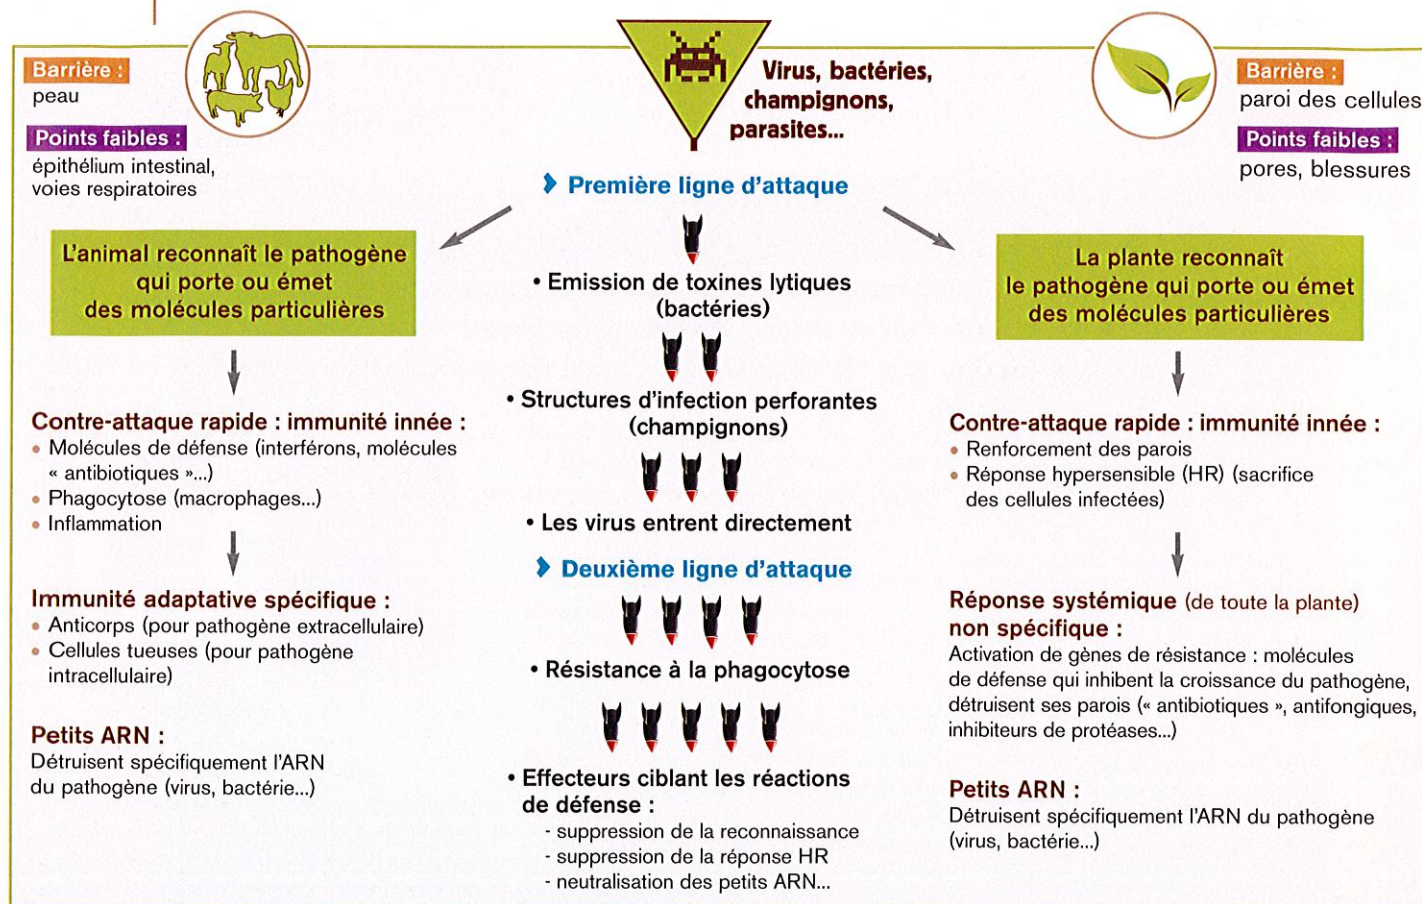 Barrière :
peau
Points faibles :
épithélium intestinal,
voies respiratoires
Virus, bactéries,
champignons,
parasites...
Barrière :
paroi des cellules
Points faibles :
pores, blessures
Première ligne d'attaque
L'animal reconnaît le pathogène
qui porte ou émet
des molécules particulières
• Emission de toxines lytiques
(bactéries)
La plante reconnaît
le pathogène qui porte ou émet
des molécules particulières
• Structures d'infection perforantes
(champignons)
Contre-attaque rapide : immunité innée :
• Molécules de défense (interférons, molécules
« antibiotiques »...)
• Phagocytose (macrophages...)
• Inflammation
Contre-attaque rapide : immunité innée :
• Renforcement des parois
• Réponse hypersensible (HR) (sacrifice
des cellules infectées)
• Les virus entrent directement
Deuxième ligne d'attaque
Immunité adaptative spécifique :
• Anticorps (pour pathogène extracellulaire)
• Cellules tueuses (pour pathogène
intracellulaire)
• Résistance à la phagocytose
Réponse systémique (de toute la plante)
non spécifique :
Activation de gènes de résistance : molécules
de défense qui inhibent la croissance du pathogène,
détruisent ses parois (« antibiotiques », antifongiques,
inhibiteurs de protéases...)
Petits ARN :
Détruisent spécifiquement l'ARN
du pathogène (virus, bactérie...)
• Effecteurs ciblant les réactions
de défense :
- suppression de la reconnaissance
- suppression de la réponse HR
- neutralisation des petits ARN...
Petits ARN :
Détruisent spécifiquement l'ARN du pathogène
(virus, bactérie...)